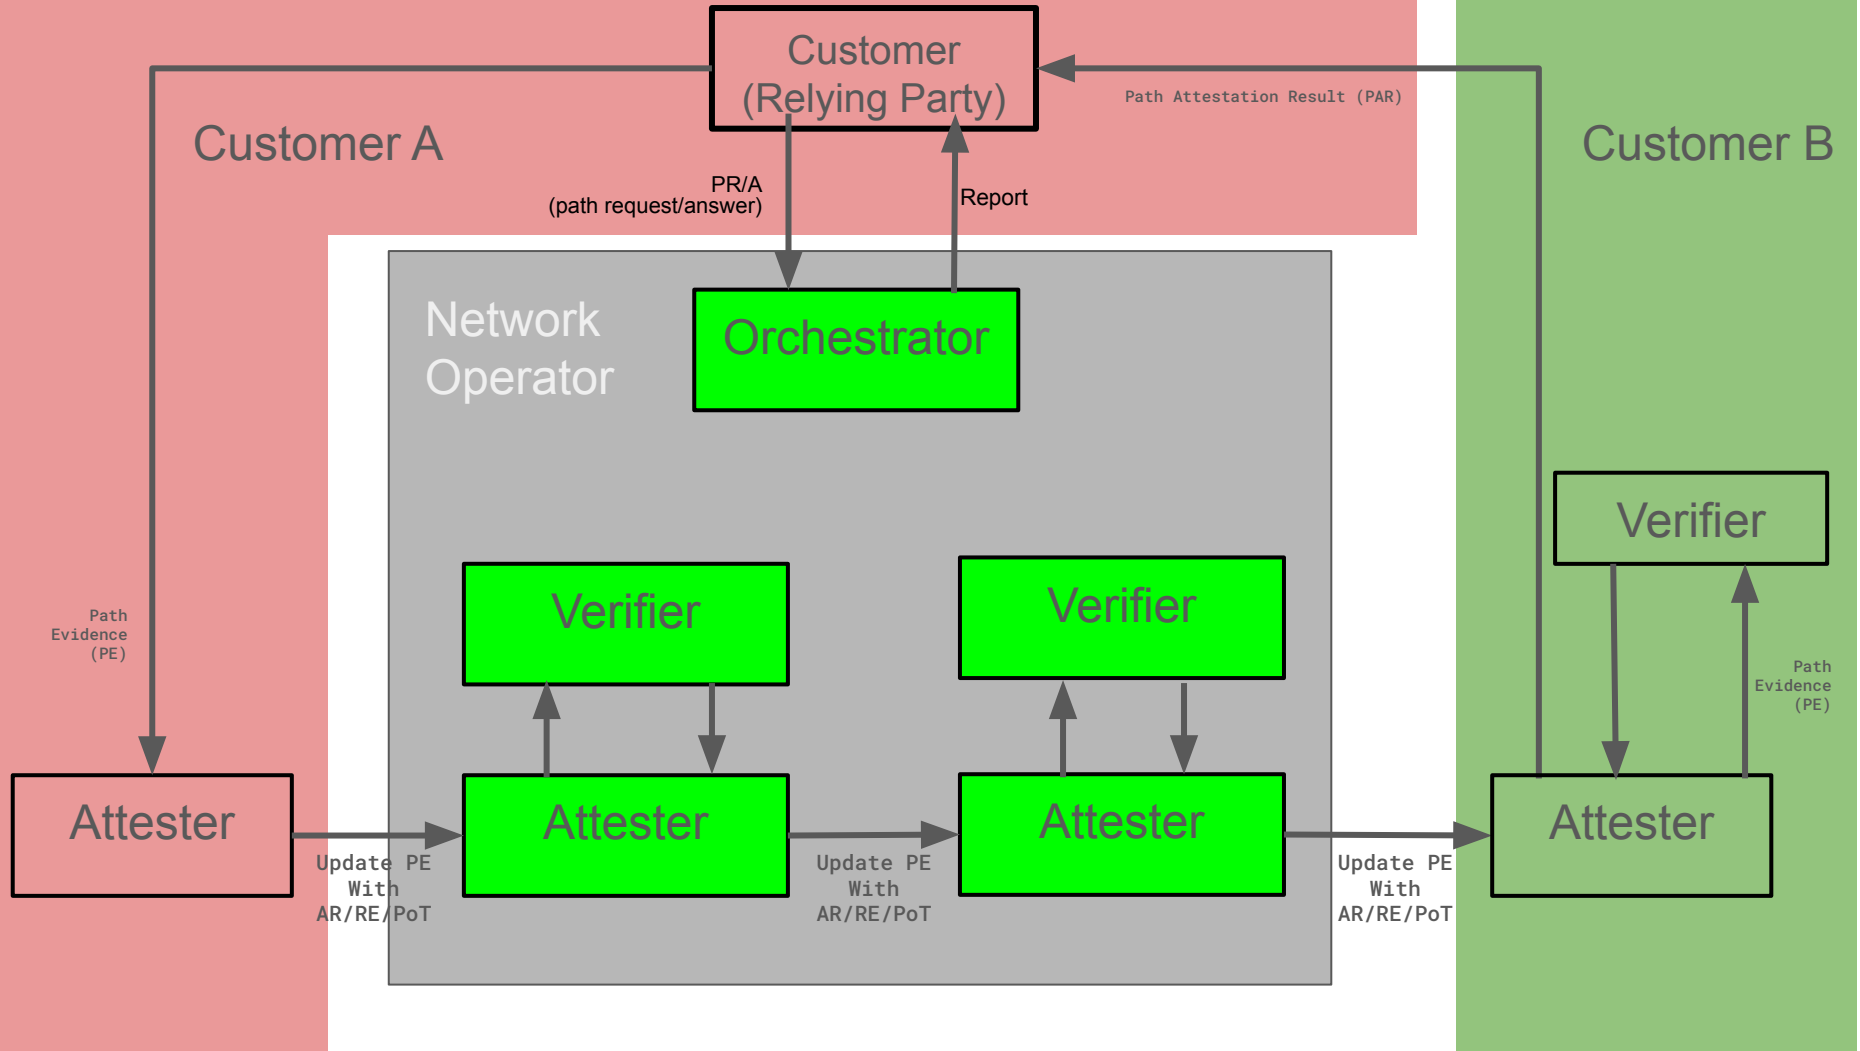 Customer
(Relying Party)
Path Attestation Result (PAR)
Customer A
Customer B
PR/A
(path request/answer)
Report
Network
Operator
Orchestrator
Verifier
Verifier
Verifier
Path
Evidence
(PE)
Path
Evidence
(PE)
Attester
Attester
Attester
Attester
Update PE
With
AR/RE/PoT
Update PE
With
AR/RE/PoT
Update PE
With
AR/RE/PoT